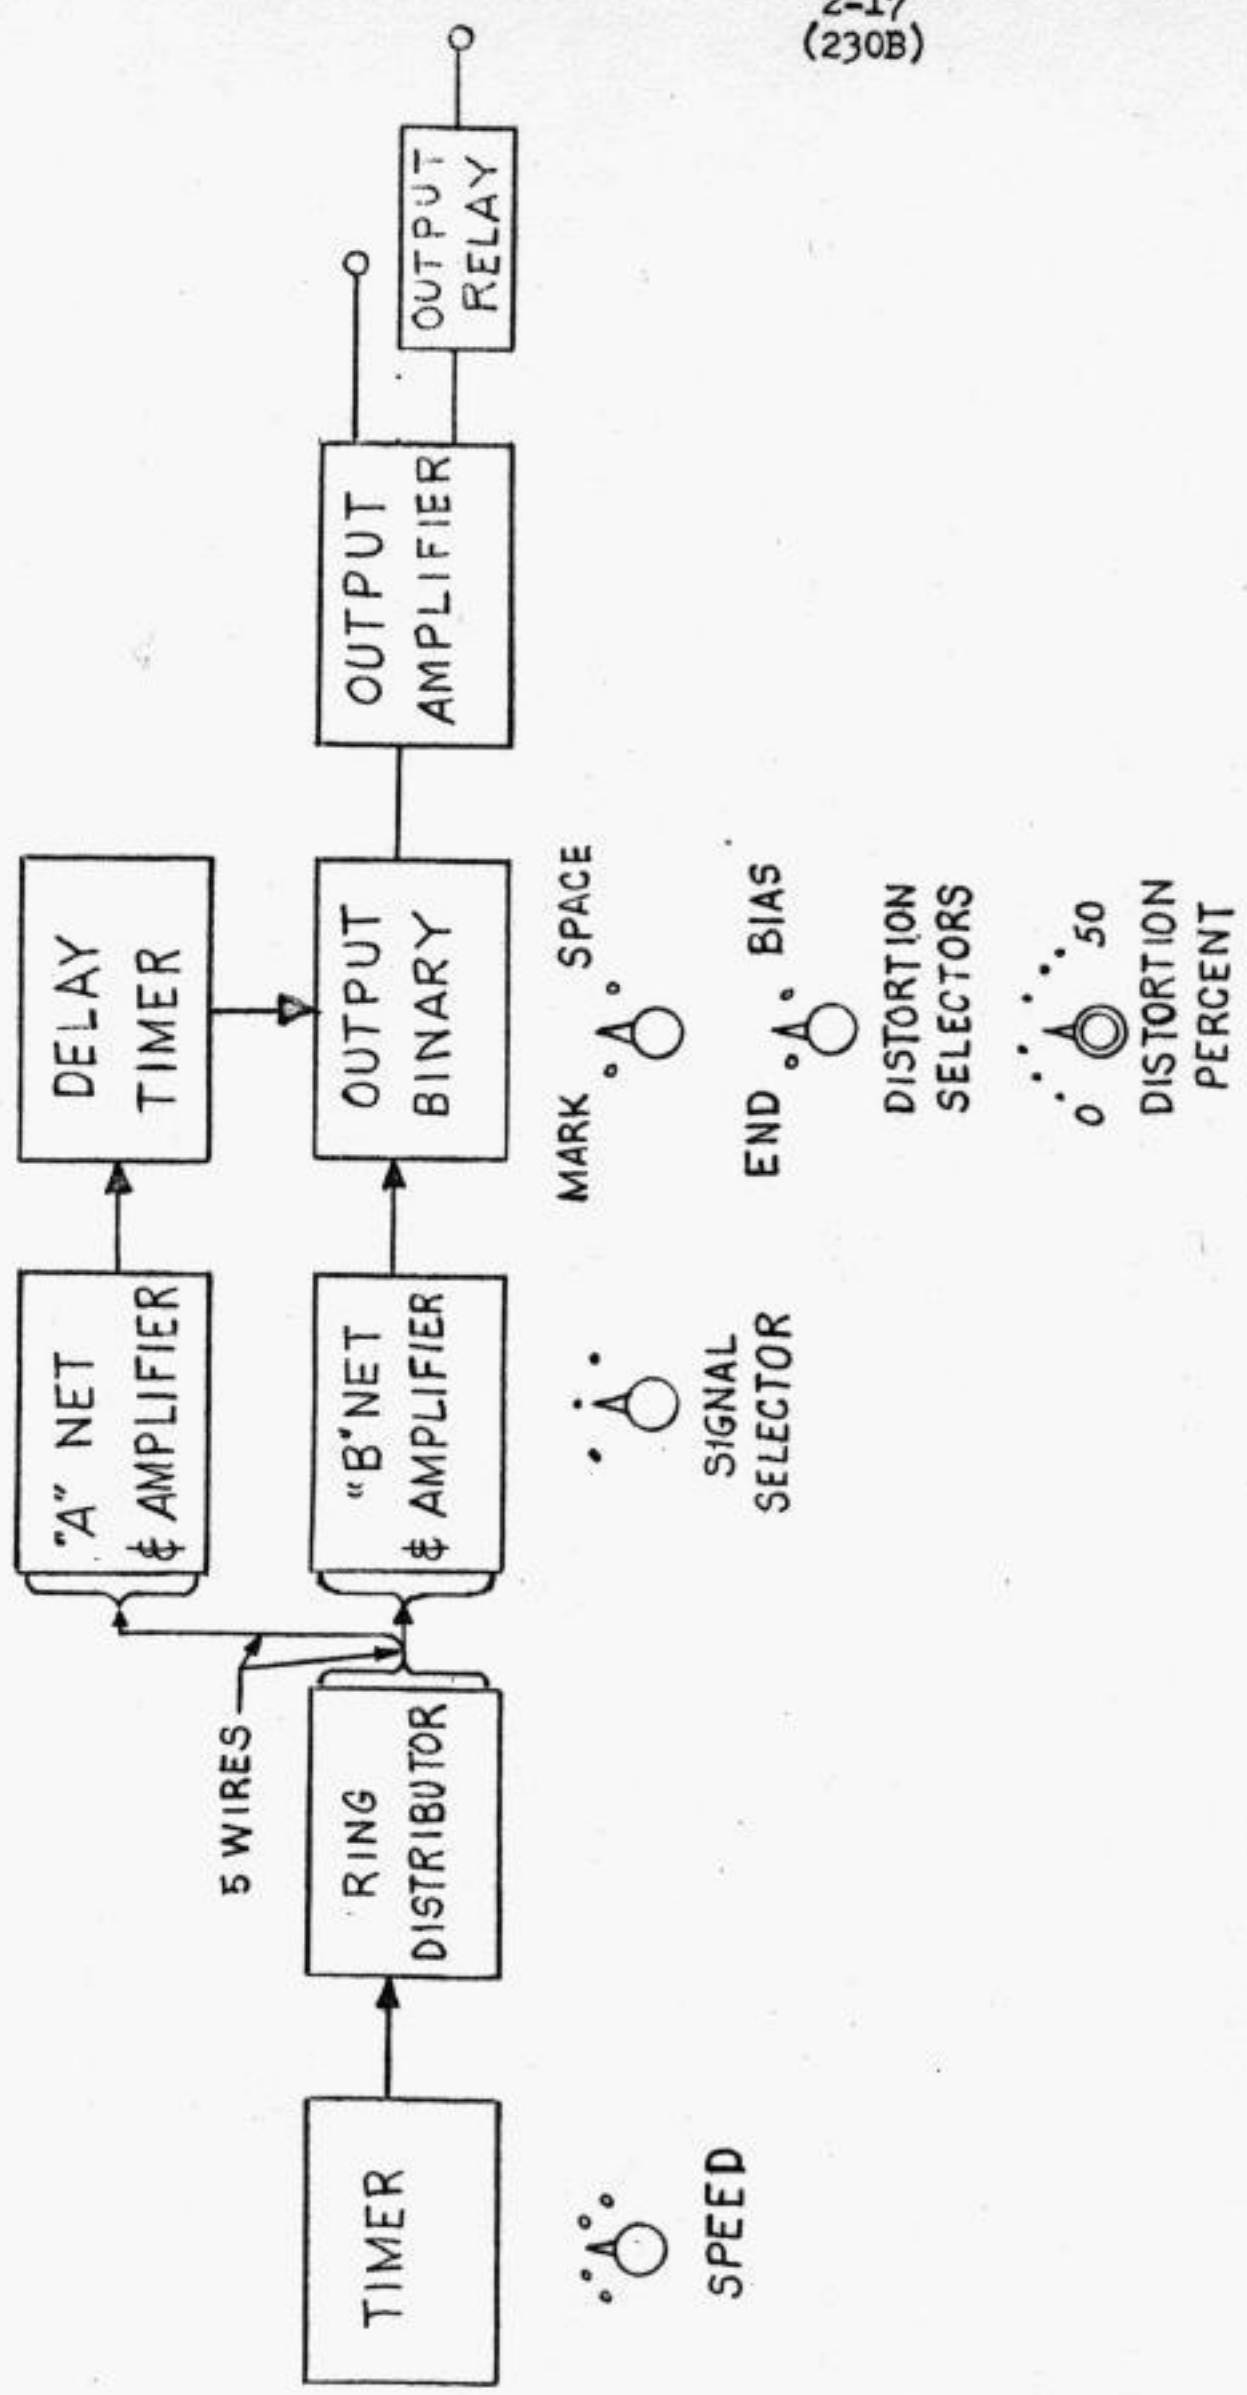 2-17
(230B)
TIMER
RING
DISTRIBUTOR
5 WIRES
"A" NET
& AMPLIFIER
"B" NET
& AMPLIFIER
DELAY
TIMER
OUTPUT
BINARY
OUTPUT
AMPLIFIER
OUTPUT
RELAY
SPEED
SIGNAL
SELECTOR
MARK SPACE
END BIAS
DISTORTION
SELECTORS
0 50
DISTORTION
PERCENT